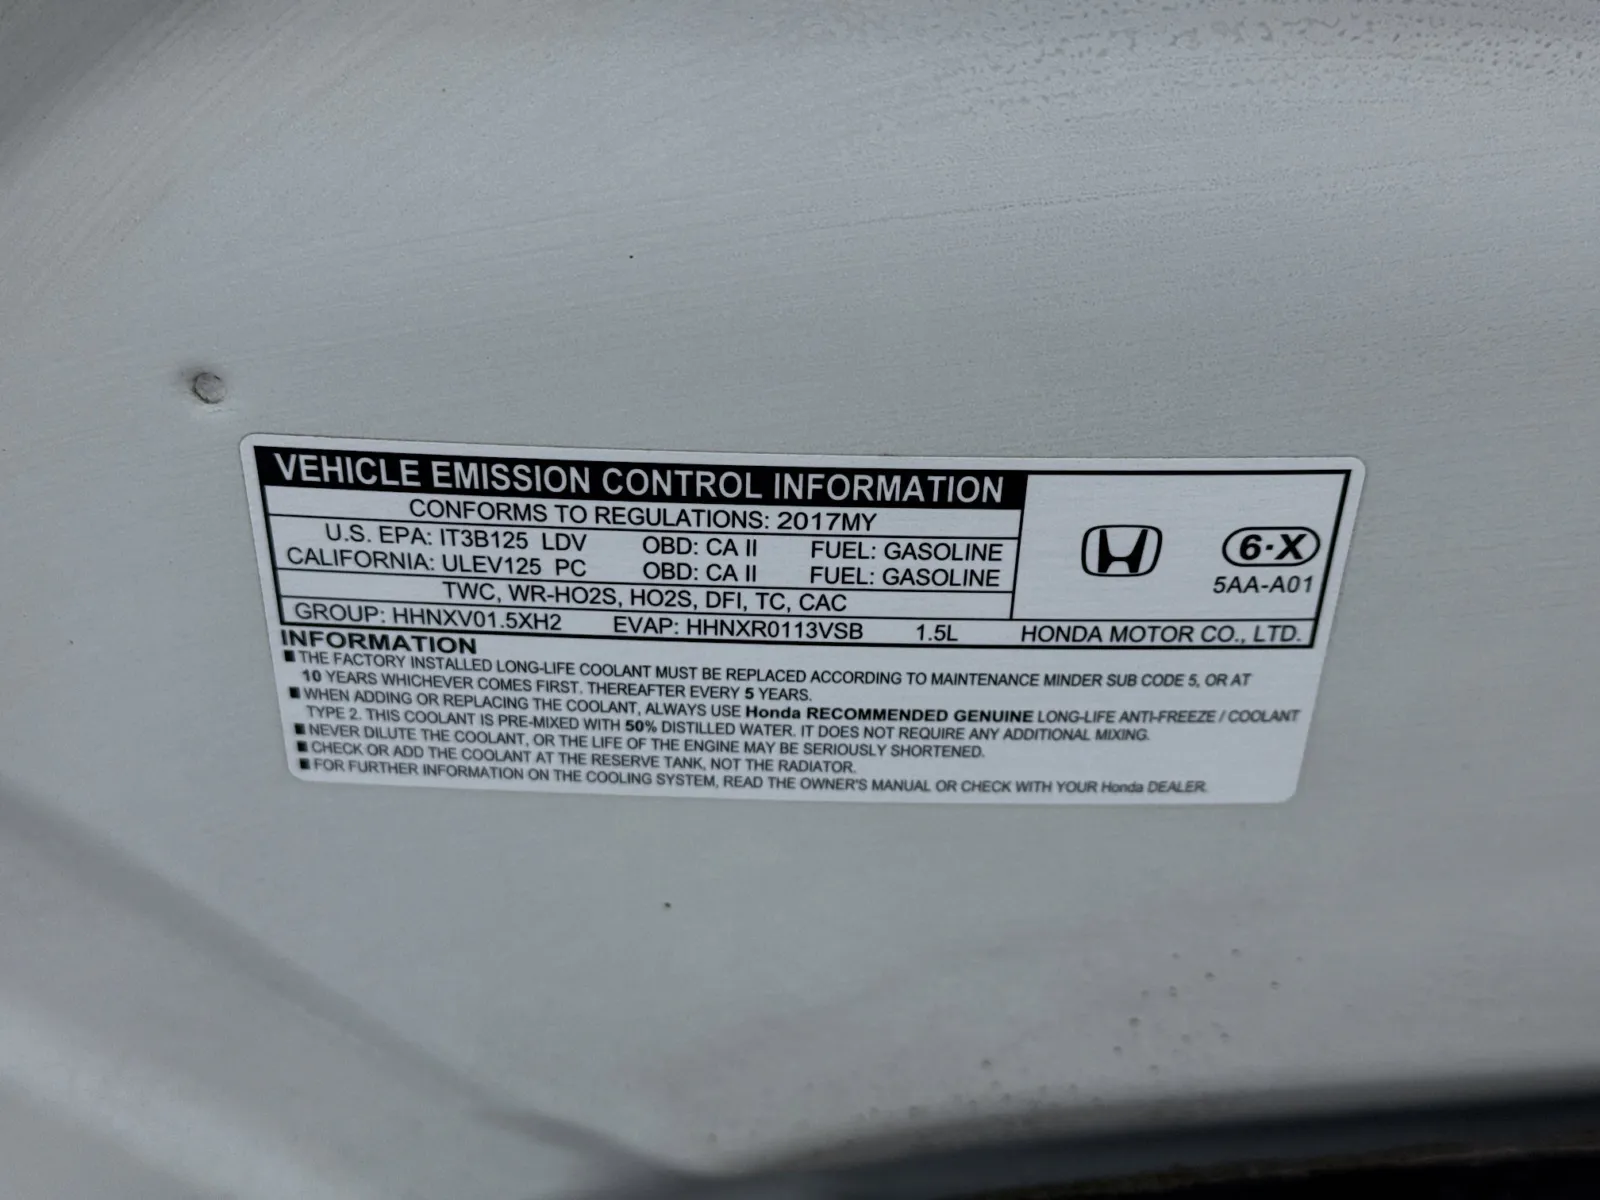 VEHICLE EMISSION CONTROL INFORMATION
CONFORMS TO REGULATIONS: 2017MY
U.S. EPA: IT3B125 LDV OBD: CA II FUEL: GASOLINE
CALIFORNIA: ULEV125 PC OBD: CA II FUEL: GASOLINE
TWC, WR-HO2S, HO2S, DFI, TC, CAC
6·X
5AA-A01
GROUP: HHNXV01.5XH2 EVAP: HHNXR0113VSB 1.5L HONDA MOTOR CO., LTD.
INFORMATION
■ THE FACTORY INSTALLED LONG-LIFE COOLANT MUST BE REPLACED ACCORDING TO MAINTENANCE MINDER SUB CODE 5, OR AT
10 YEARS WHICHEVER COMES FIRST. THEREAFTER EVERY 5 YEARS.
■ WHEN ADDING OR REPLACING THE COOLANT, ALWAYS USE Honda RECOMMENDED GENUINE LONG-LIFE ANTI-FREEZE / COOLANT
TYPE 2. THIS COOLANT IS PRE-MIXED WITH 50% DISTILLED WATER. IT DOES NOT REQUIRE ANY ADDITIONAL MIXING.
■ NEVER DILUTE THE COOLANT, OR THE LIFE OF THE ENGINE MAY BE SERIOUSLY SHORTENED.
■ CHECK OR ADD THE COOLANT AT THE RESERVE TANK, NOT THE RADIATOR.
■ FOR FURTHER INFORMATION ON THE COOLING SYSTEM, READ THE OWNER'S MANUAL OR CHECK WITH YOUR Honda DEALER.